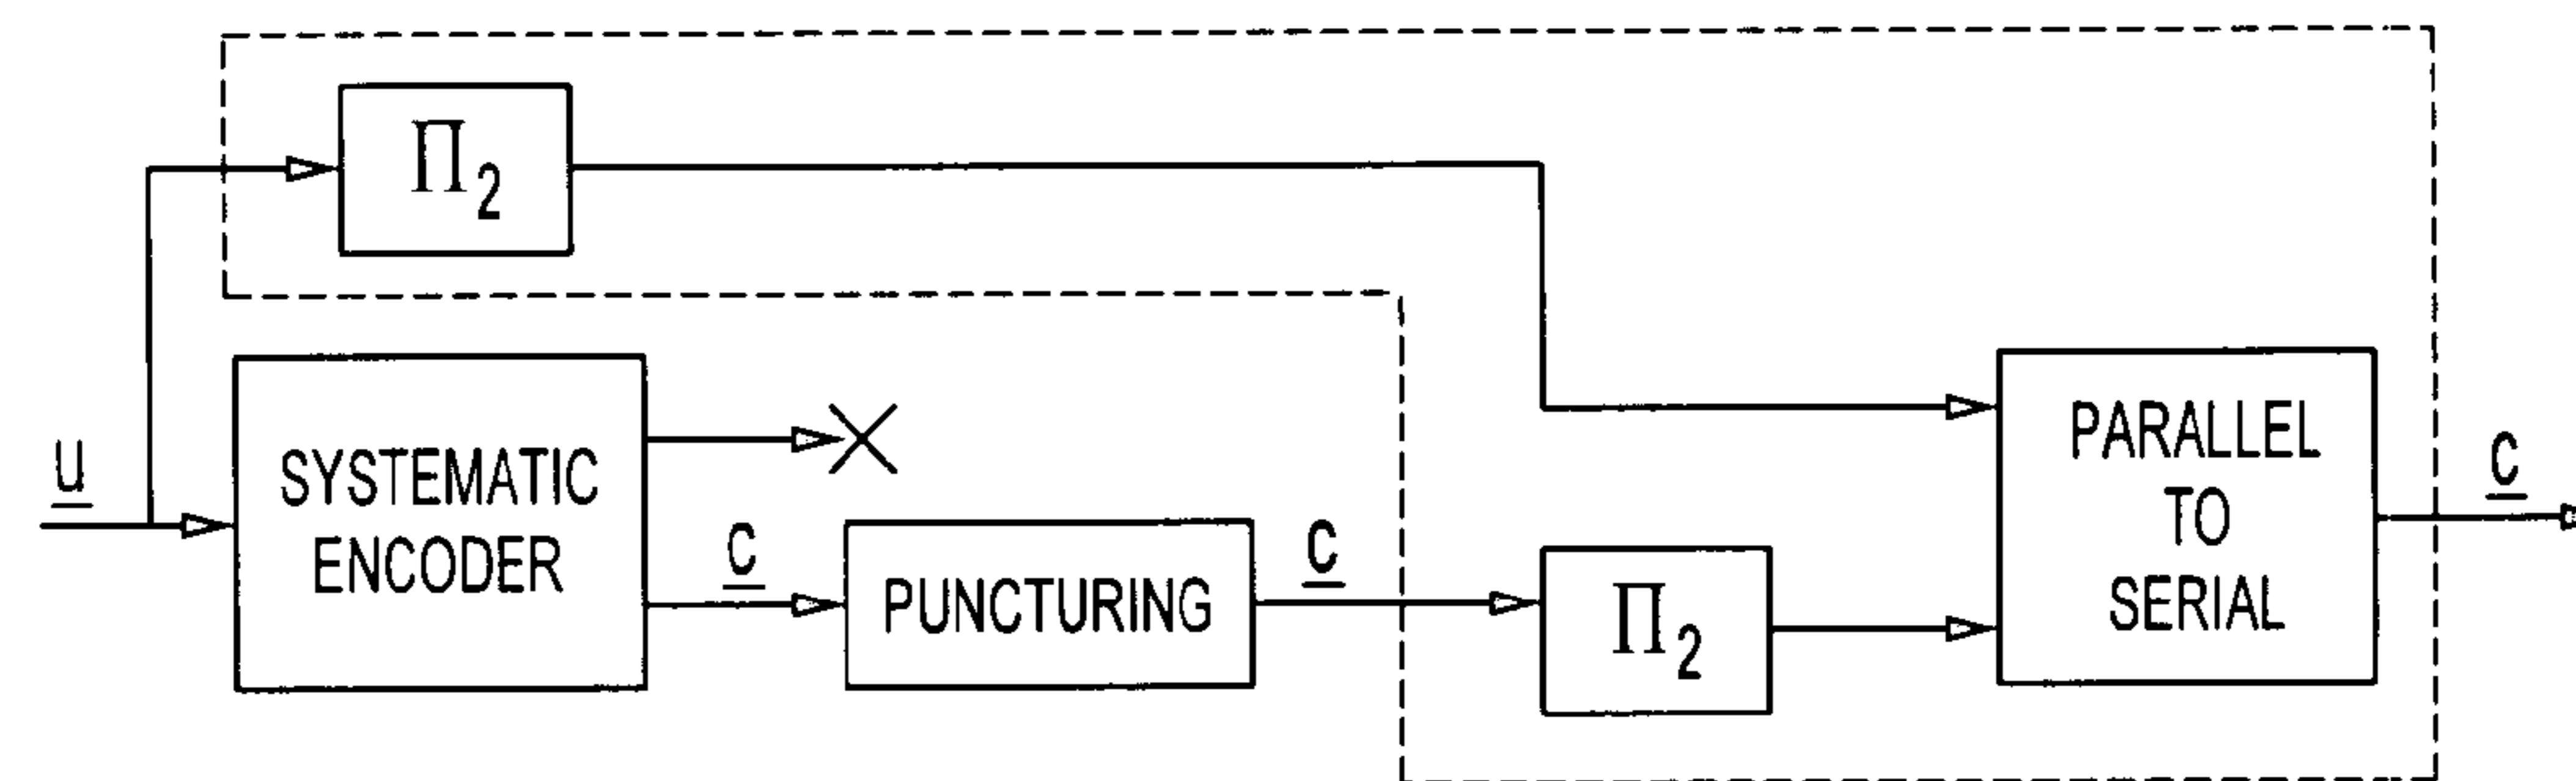 Π2
u
SYSTEMATIC
ENCODER
c
PUNCTURING
c
Π2
PARALLEL
TO
SERIAL
c